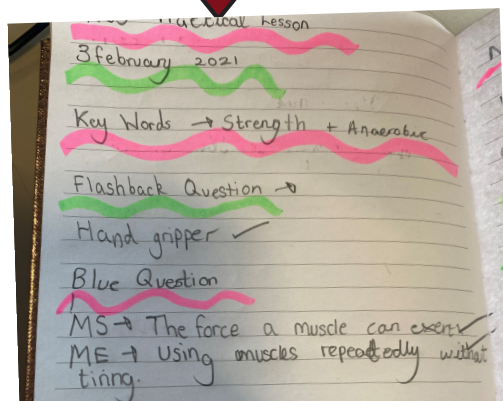 Practical Lesson
3 february 2021
Key Words → Strength + Anaerobic
Flashback Question →
Hand gripper ✓
Blue Question
MS → The force a muscle can exert ✓
ME → Using muscles repeatedly without
tiring.